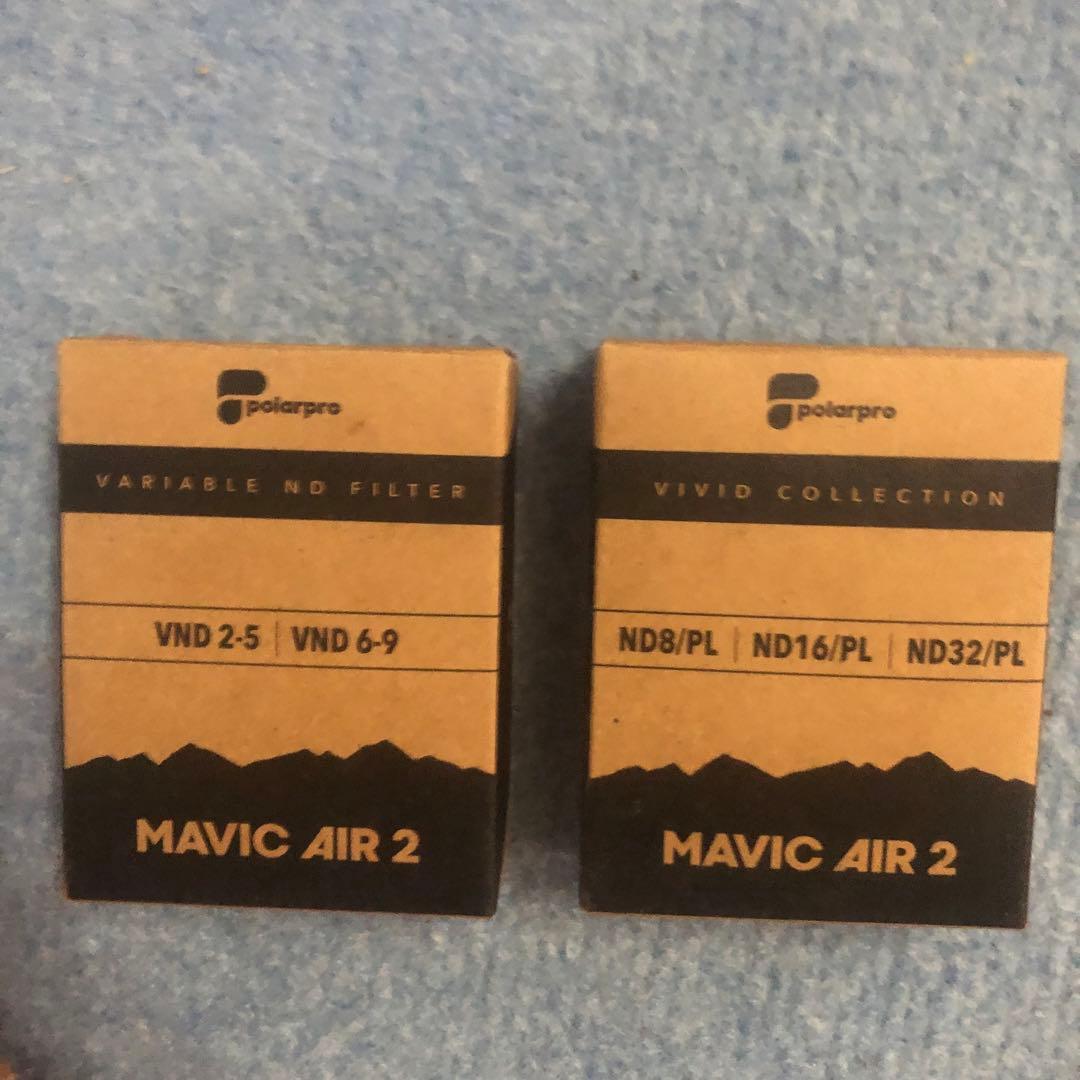 polarpro
VARIABLE ND FILTER
VND 2-5 | VND 6-9
MAVIC AIR 2
polarpro
VIVID COLLECTION
ND8/PL | ND16/PL | ND32/PL
MAVIC AIR 2